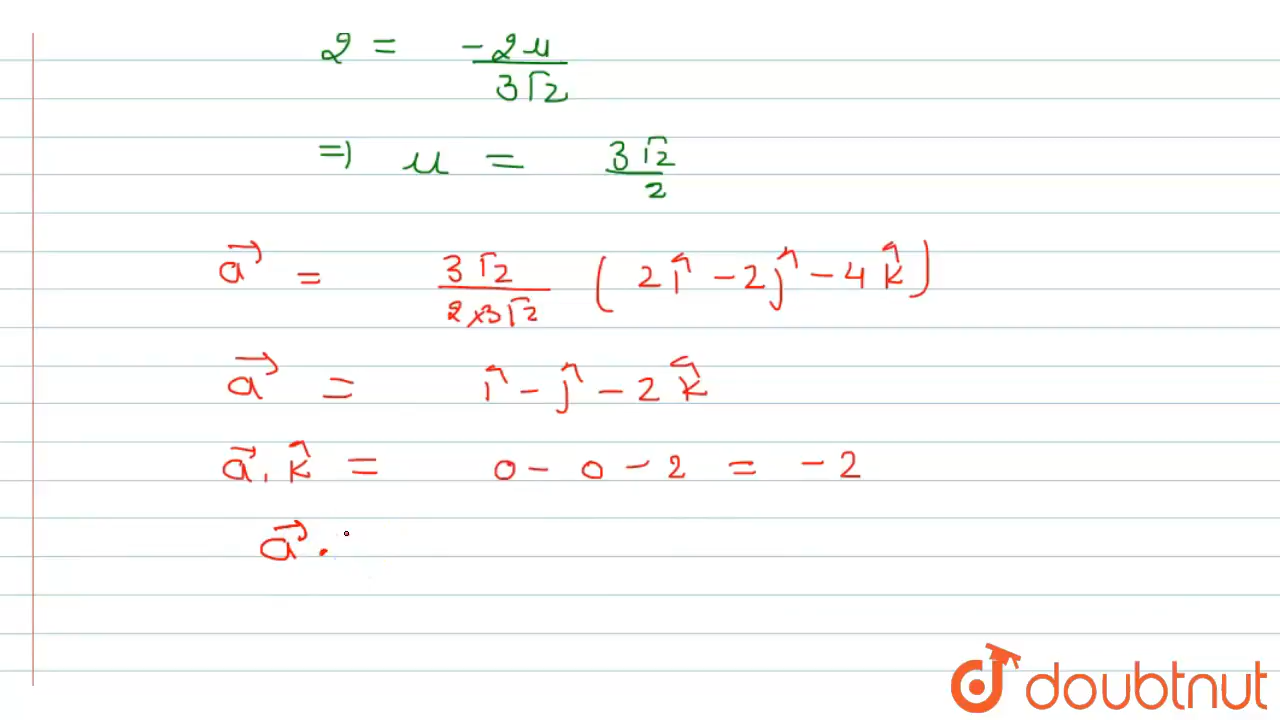 2 = -2u/3√2
⇒ u = 3√2/2
a⃗ = 3√2/2×3√2 (2î - 2ĵ - 4k̂)
a⃗ = î - ĵ - 2k̂
a⃗. k̂ = 0 - 0 - 2 = -2
a⃗ .
doubtnut